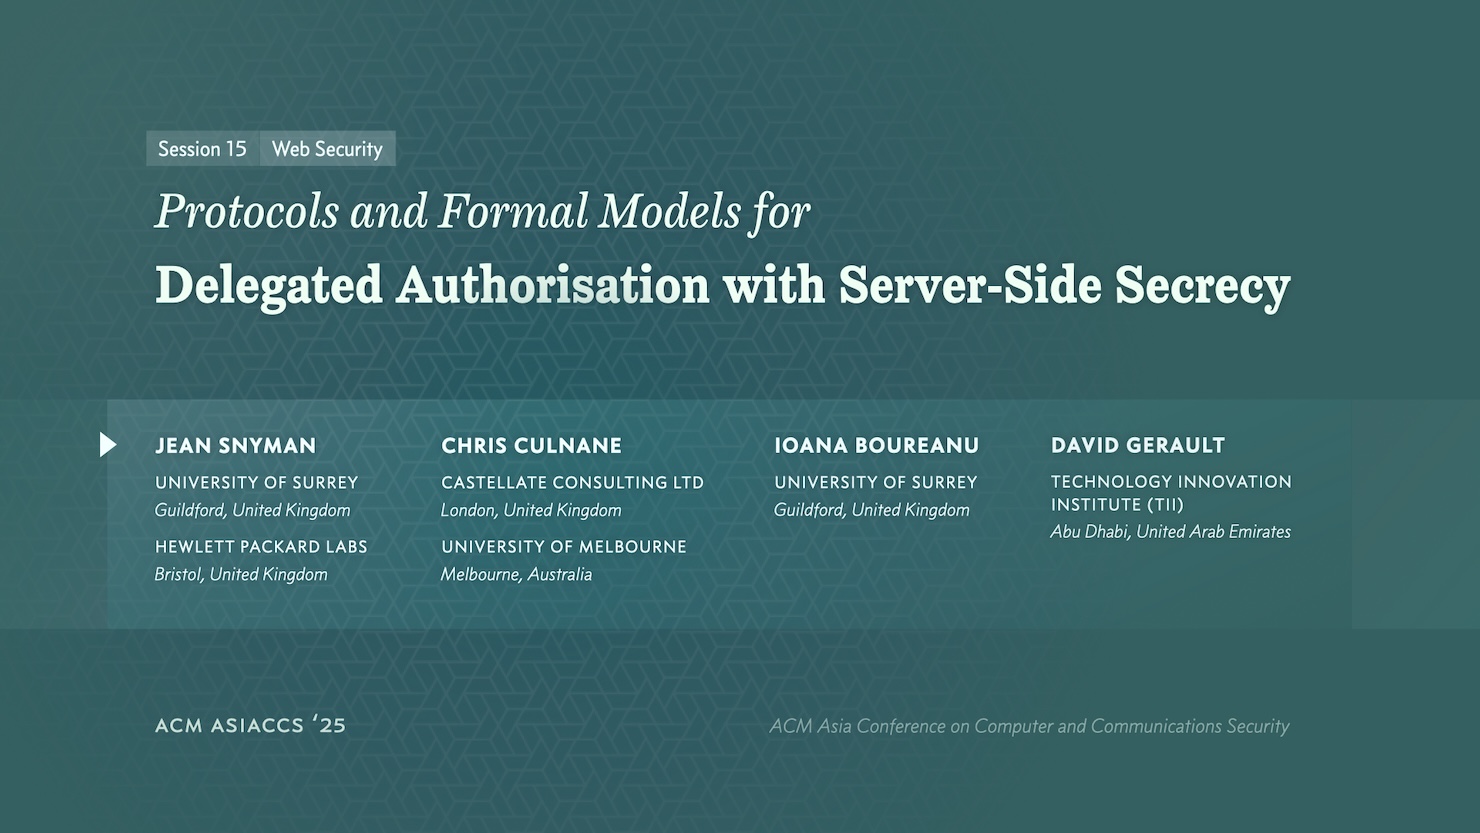 Session 15 Web Security
Protocols and Formal Models for
Delegated Authorisation with Server-Side Secrecy
JEAN SNYMAN
UNIVERSITY OF SURREY
Guildford, United Kingdom
HEWLETT PACKARD LABS
Bristol, United Kingdom
CHRIS CULNANE
CASTELLATE CONSULTING LTD
London, United Kingdom
UNIVERSITY OF MELBOURNE
Melbourne, Australia
IOANA BOUREANU
UNIVERSITY OF SURREY
Guildford, United Kingdom
DAVID GERAULT
TECHNOLOGY INNOVATION
INSTITUTE (TII)
Abu Dhabi, United Arab Emirates
ACM ASIACCS ‘25
ACM Asia Conference on Computer and Communications Security